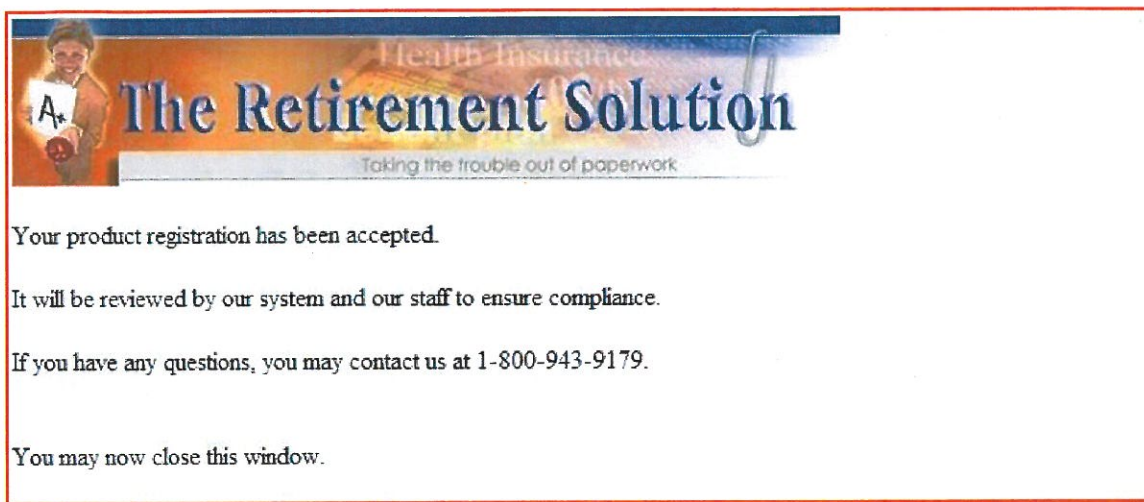 Health Insurance
A+
The Retirement Solution
Taking the trouble out of paperwork
Your product registration has been accepted.
It will be reviewed by our system and our staff to ensure compliance.
If you have any questions, you may contact us at 1-800-943-9179.
You may now close this window.